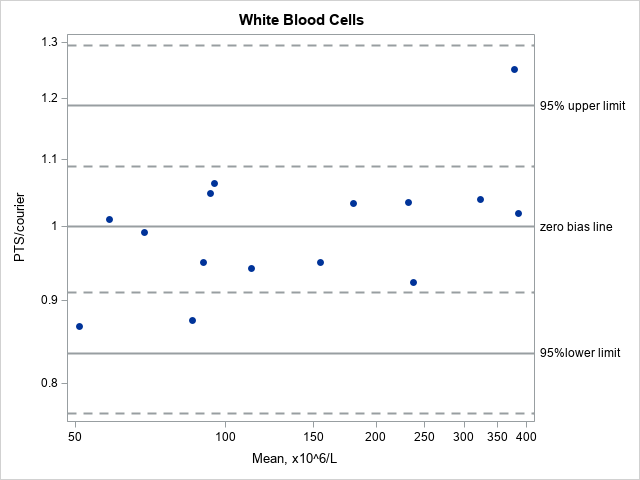 White Blood Cells
1.3
1.2
95% upper limit
1.1
PTS/courier
1
zero bias line
0.9
95%lower limit
0.8
50 100 150 200 250 300 350 400
Mean, x10^6/L